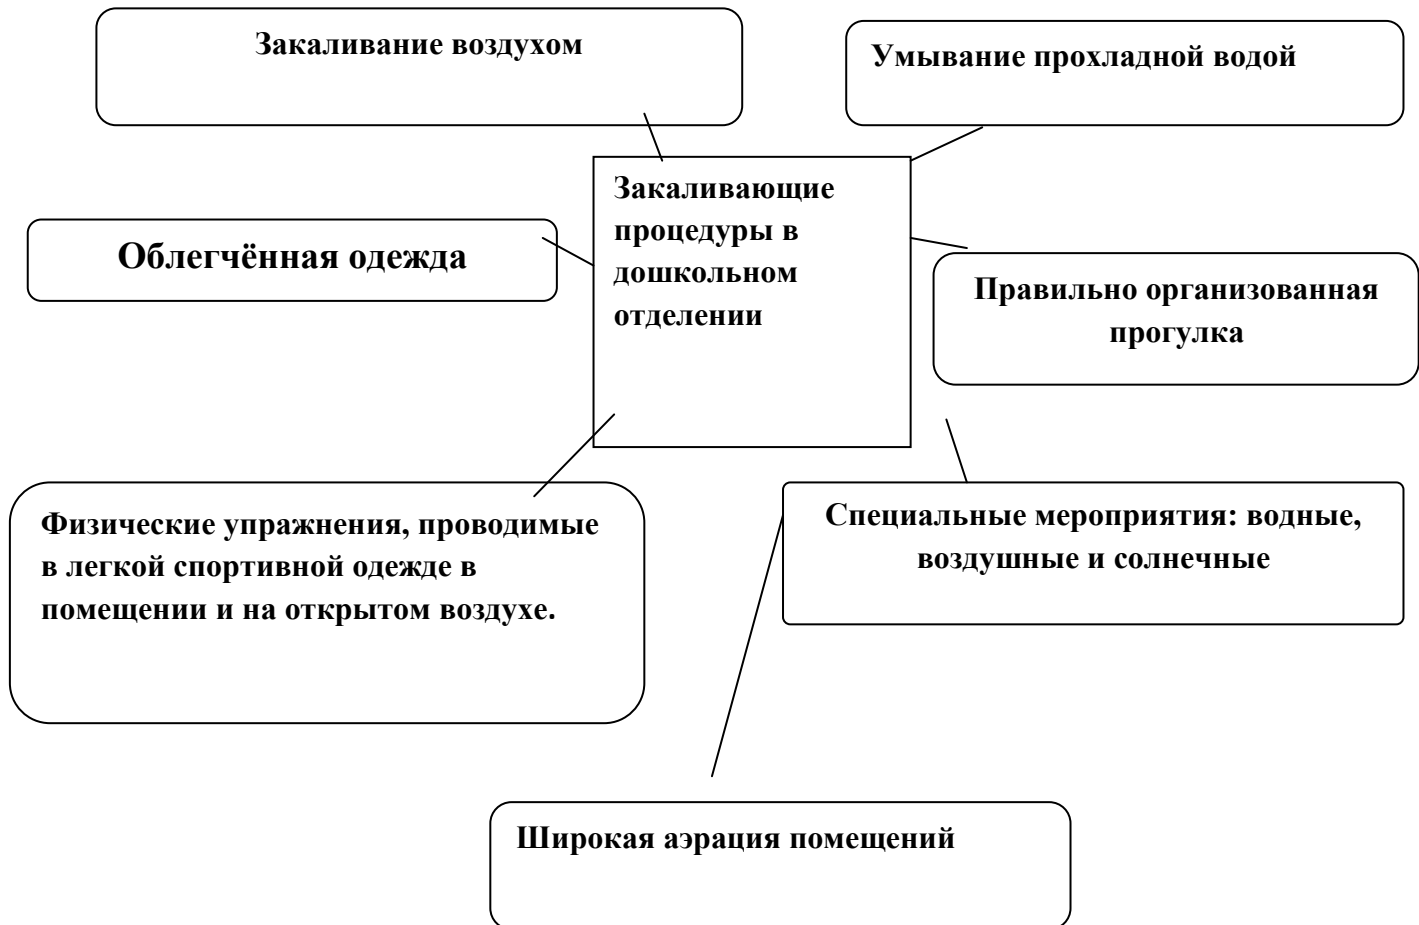 Закаливание воздухом
Умывание прохладной водой
Закаливающие
процедуры в
дошкольном
отделении
Облегчённая одежда
Правильно организованная
прогулка
Физические упражнения, проводимые
в легкой спортивной одежде в
помещении и на открытом воздухе.
Специальные мероприятия: водные,
воздушные и солнечные
Широкая аэрация помещений